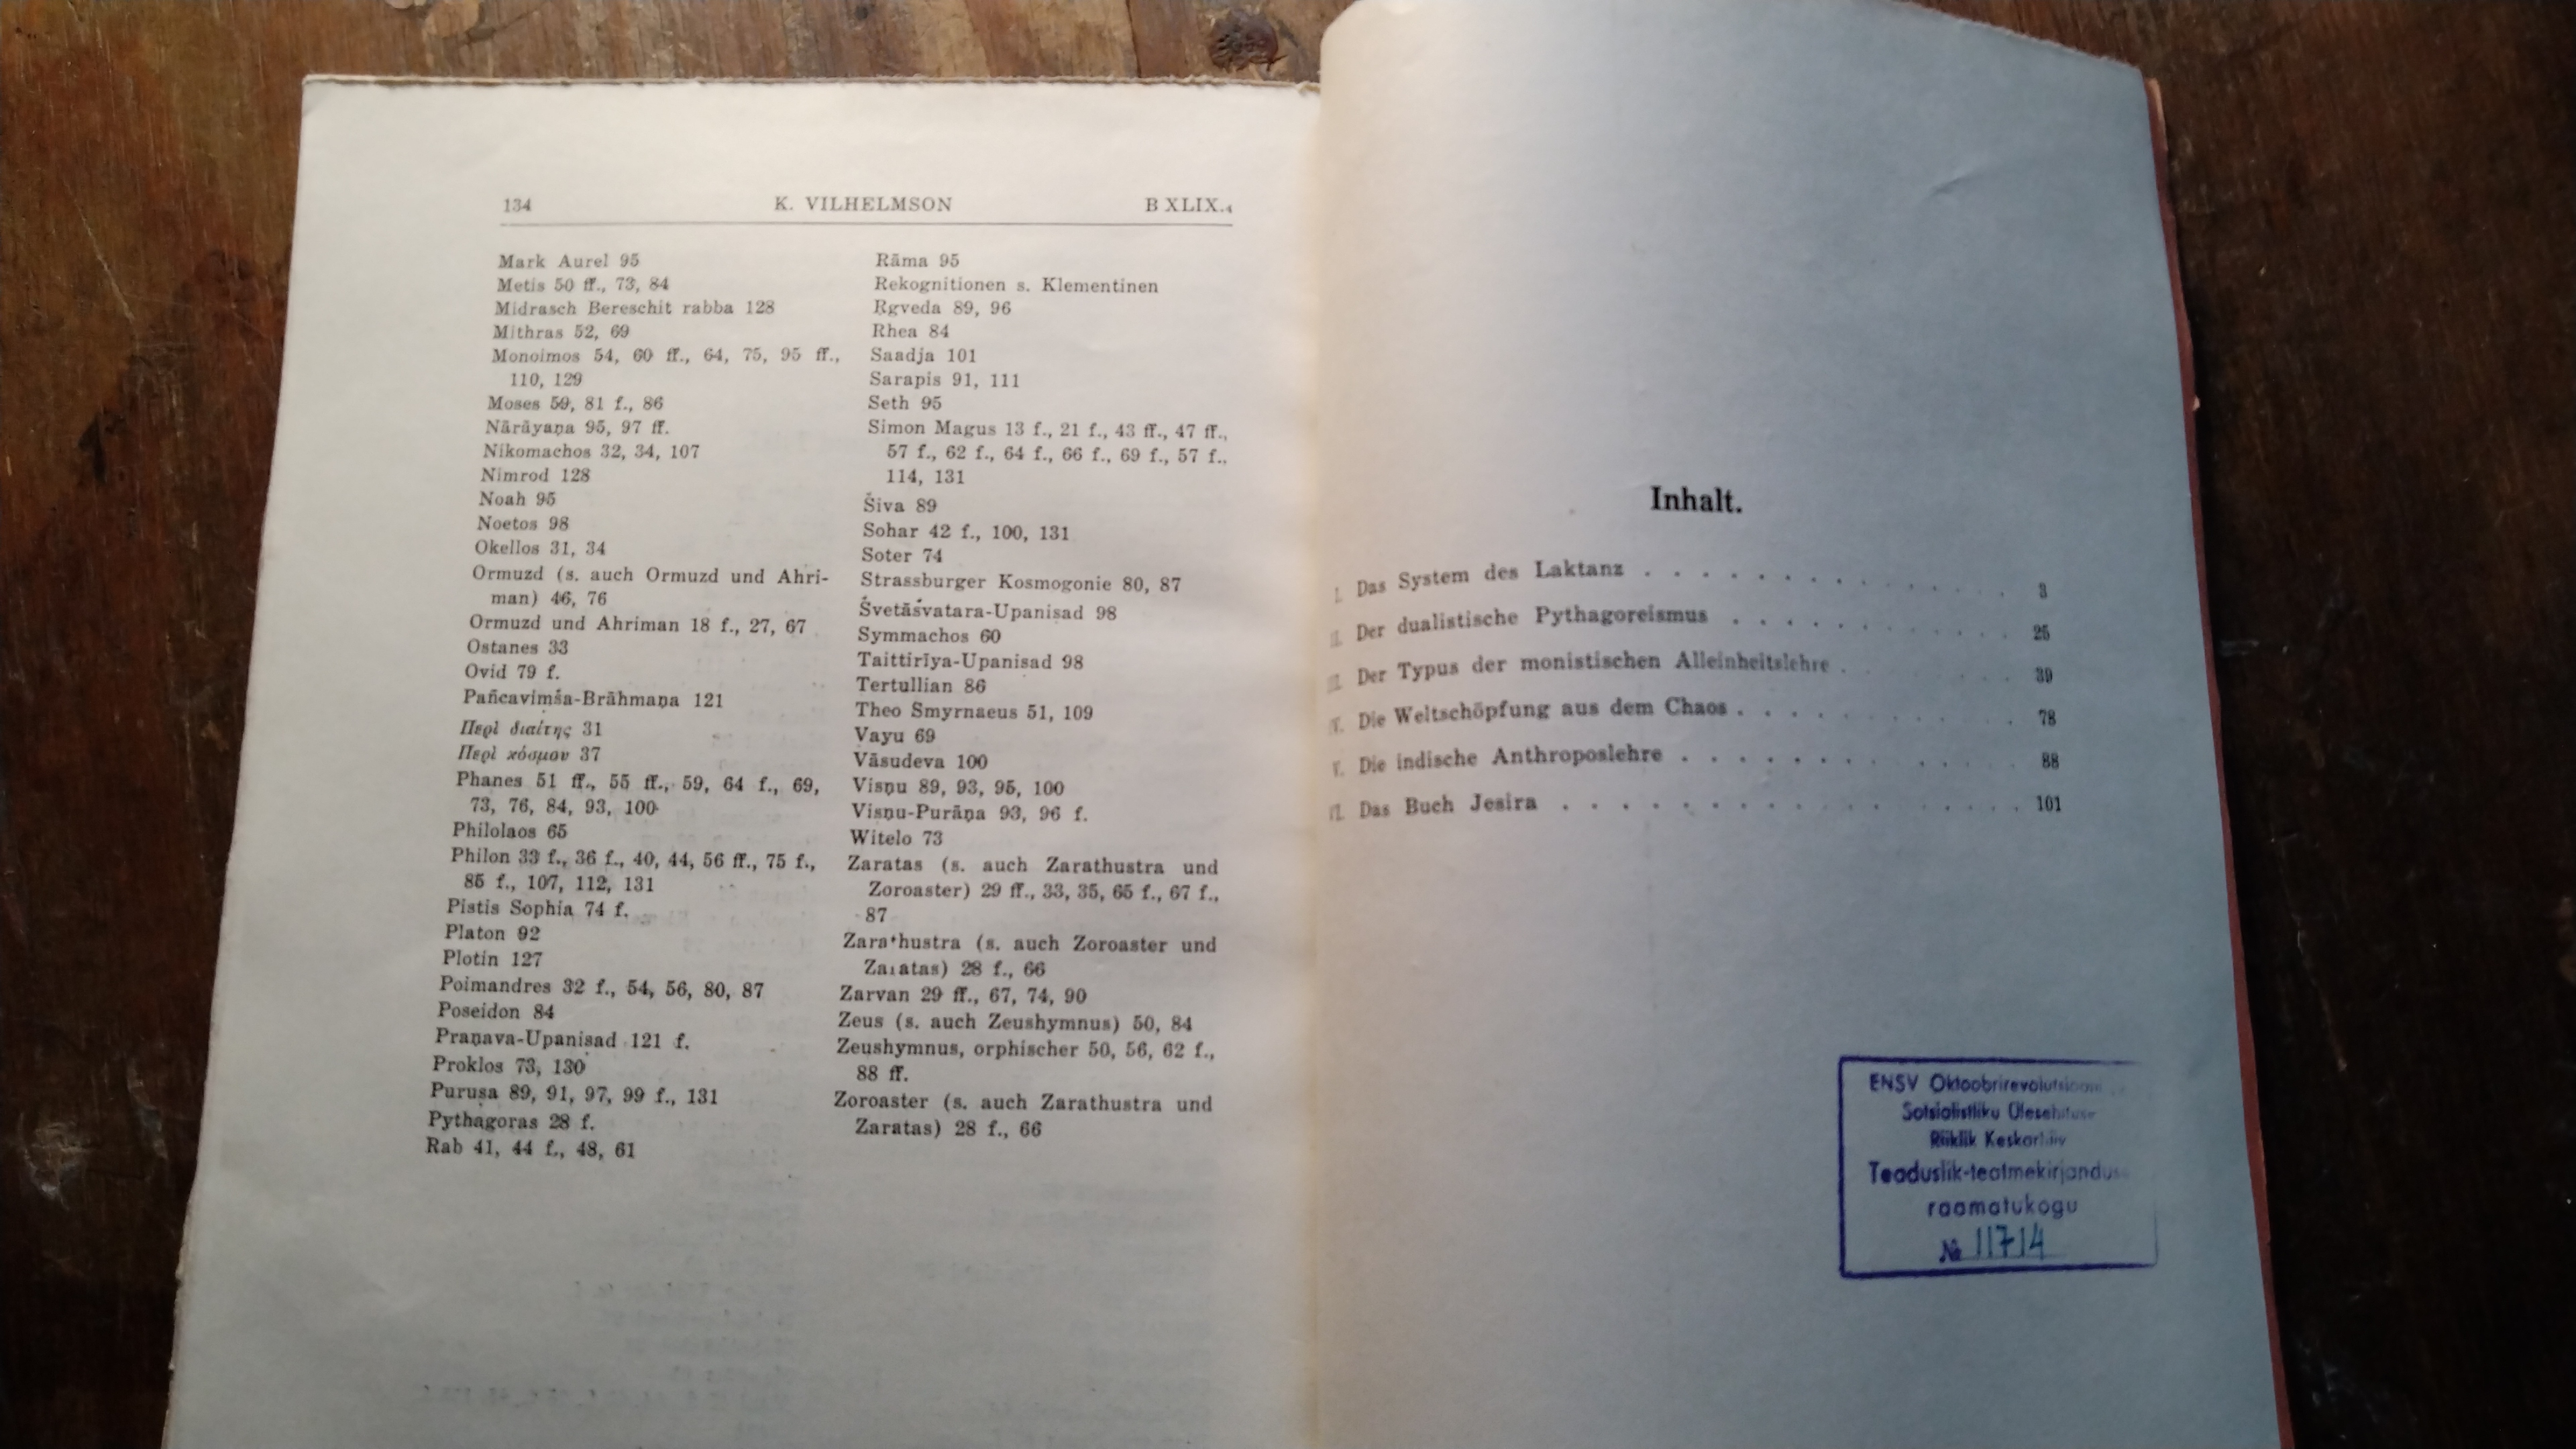 134 K. VILHELMSON B XLIX.4
Mark Aurel 95
Metis 50 ff., 73, 84
Midrasch Bereschit rabba 128
Mithras 52, 69
Monoimos 54, 60 ff., 64, 75, 95 ff.,
110, 129
Moses 59, 81 f., 86
Nārāyaṇa 95, 97 ff.
Nikomachos 32, 34, 107
Nimrod 128
Noah 95
Noetos 98
Okellos 31, 34
Ormuzd (s. auch Ormuzd und Ahri-
man) 46, 76
Ormuzd und Ahriman 18 f., 27, 67
Ostanes 33
Ovid 79 f.
Pañcavimśa-Brāhmaṇa 121
Περὶ διαίτης 31
Περὶ κόσμου 37
Phanes 51 ff., 55 ff., 59, 64 f., 69,
73, 76, 84, 93, 100
Philolaos 65
Philon 33 f., 36 f., 40, 44, 56 ff., 75 f.,
85 f., 107, 112, 131
Pistis Sophia 74 f.
Platon 92
Plotin 127
Poimandres 32 f., 54, 56, 80, 87
Poseidon 84
Praṇava-Upaniṣad 121 f.
Proklos 73, 130
Puruṣa 89, 91, 97, 99 f., 131
Pythagoras 28 f.
Rab 41, 44 f., 48, 61
Rāma 95
Rekognitionen s. Klementinen
Ṛgveda 89, 96
Rhea 84
Saadja 101
Sarapis 91, 111
Seth 95
Simon Magus 13 f., 21 f., 43 ff., 47 ff.,
57 f., 62 f., 64 f., 66 f., 69 f., 57 f.,
114, 131
Śiva 89
Sohar 42 f., 100, 131
Soter 74
Strassburger Kosmogonie 80, 87
Śvetāśvatara-Upaniṣad 98
Symmachos 60
Taittirīya-Upaniṣad 98
Tertullian 86
Theo Smyrnaeus 51, 109
Vayu 69
Vāsudeva 100
Viṣṇu 89, 93, 95, 100
Viṣṇu-Purāṇa 93, 96 f.
Witelo 73
Zaratas (s. auch Zarathustra und
Zoroaster) 29 ff., 33, 35, 65 f., 67 f.,
87
Zarathustra (s. auch Zoroaster und
Zaratas) 28 f., 66
Zarvan 29 ff., 67, 74, 90
Zeus (s. auch Zeushymnus) 50, 84
Zeushymnus, orphischer 50, 56, 62 f.,
88 ff.
Zoroaster (s. auch Zarathustra und
Zaratas) 28 f., 66
Inhalt.
I. Das System des Laktanz . . . . . . . . . . . . . 3
II. Der dualistische Pythagoreismus . . . . . . . . . . 25
III. Der Typus der monistischen Alleinheitslehre . . . . 39
IV. Die Weltschöpfung aus dem Chaos . . . . . . . . . . 78
V. Die indische Anthroposlehre . . . . . . . . . . . 88
VI. Das Buch Jesira . . . . . . . . . . . . . . . . 101
ENSV Oktoobrirevolutsiooni
Sotsialistliku Ülesehituse
Riiklik Keskarhiiv
Teaduslik-teatmekirjanduse
raamatukogu
№ 11714